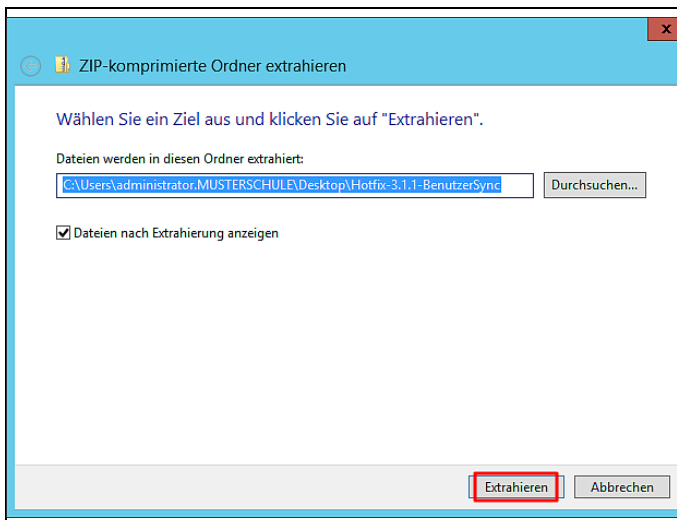 x
ZIP-komprimierte Ordner extrahieren
Wählen Sie ein Ziel aus und klicken Sie auf "Extrahieren".
Dateien werden in diesen Ordner extrahiert:
C:\Users\administrator.MUSTERSCHULE\Desktop\Hotfix-3.1.1-BenutzerSync
Durchsuchen...
Dateien nach Extrahierung anzeigen
Extrahieren
Abbrechen